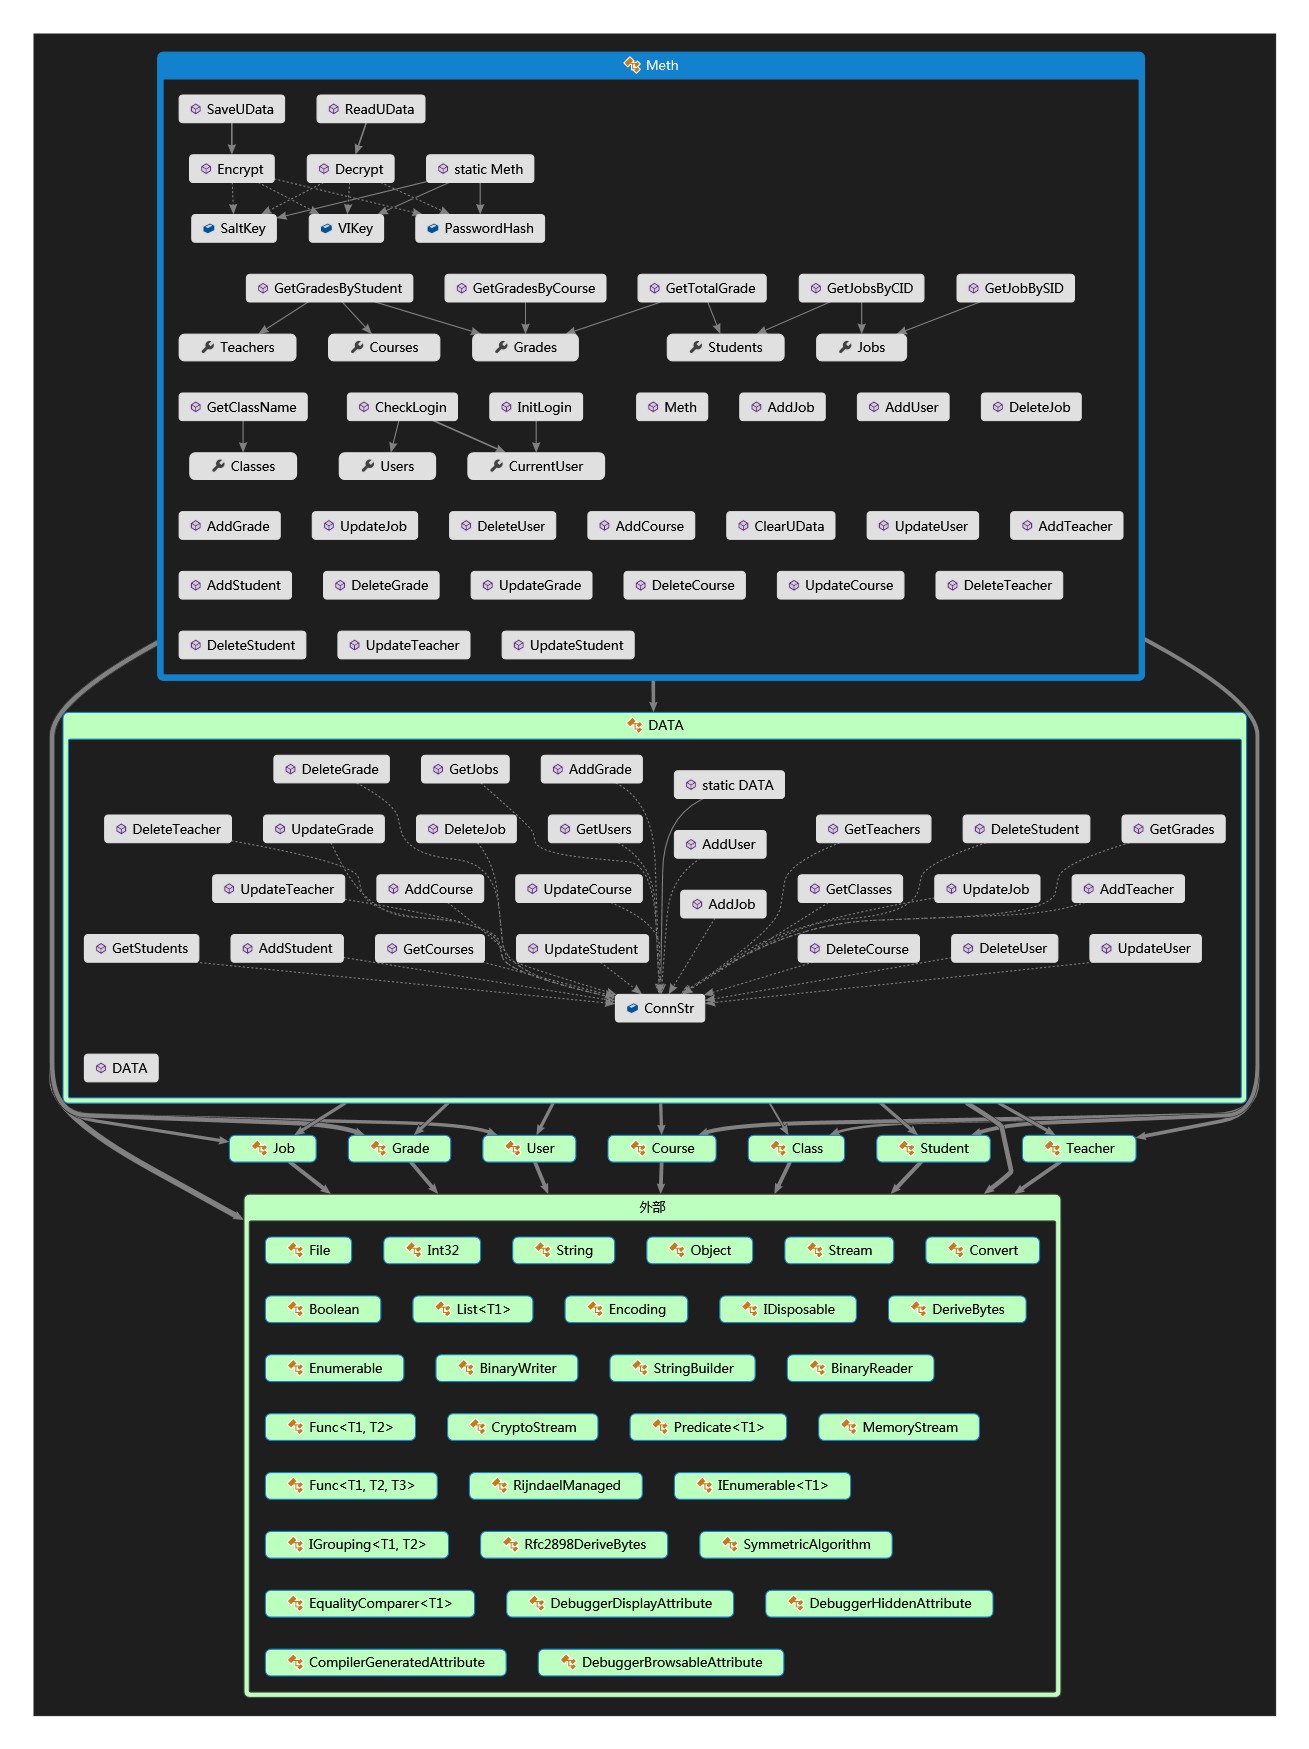 Meth
SaveUData ReadUData
Encrypt Decrypt static Meth
SaltKey VIKey PasswordHash
GetGradesByStudent GetGradesByCourse GetTotalGrade GetJobsByCID GetJobBySID
Teachers Courses Grades Students Jobs
GetClassName CheckLogin InitLogin Meth AddJob AddUser DeleteJob
Classes Users CurrentUser
AddGrade UpdateJob DeleteUser AddCourse ClearUData UpdateUser AddTeacher
AddStudent DeleteGrade UpdateGrade DeleteCourse UpdateCourse DeleteTeacher
DeleteStudent UpdateTeacher UpdateStudent
DATA
DeleteGrade GetJobs AddGrade
static DATA
DeleteTeacher UpdateGrade DeleteJob GetUsers GetTeachers DeleteStudent GetGrades
AddUser
UpdateTeacher AddCourse UpdateCourse GetClasses UpdateJob AddTeacher
AddJob
GetStudents AddStudent GetCourses UpdateStudent DeleteCourse DeleteUser UpdateUser
ConnStr
DATA
Job Grade User Course Class Student Teacher
外部
File Int32 String Object Stream Convert
Boolean List<T1> Encoding IDisposable DeriveBytes
Enumerable BinaryWriter StringBuilder BinaryReader
Func<T1, T2> CryptoStream Predicate<T1> MemoryStream
Func<T1, T2, T3> RijndaelManaged IEnumerable<T1>
IGrouping<T1, T2> Rfc2898DeriveBytes SymmetricAlgorithm
EqualityComparer<T1> DebuggerDisplayAttribute DebuggerHiddenAttribute
CompilerGeneratedAttribute DebuggerBrowsableAttribute